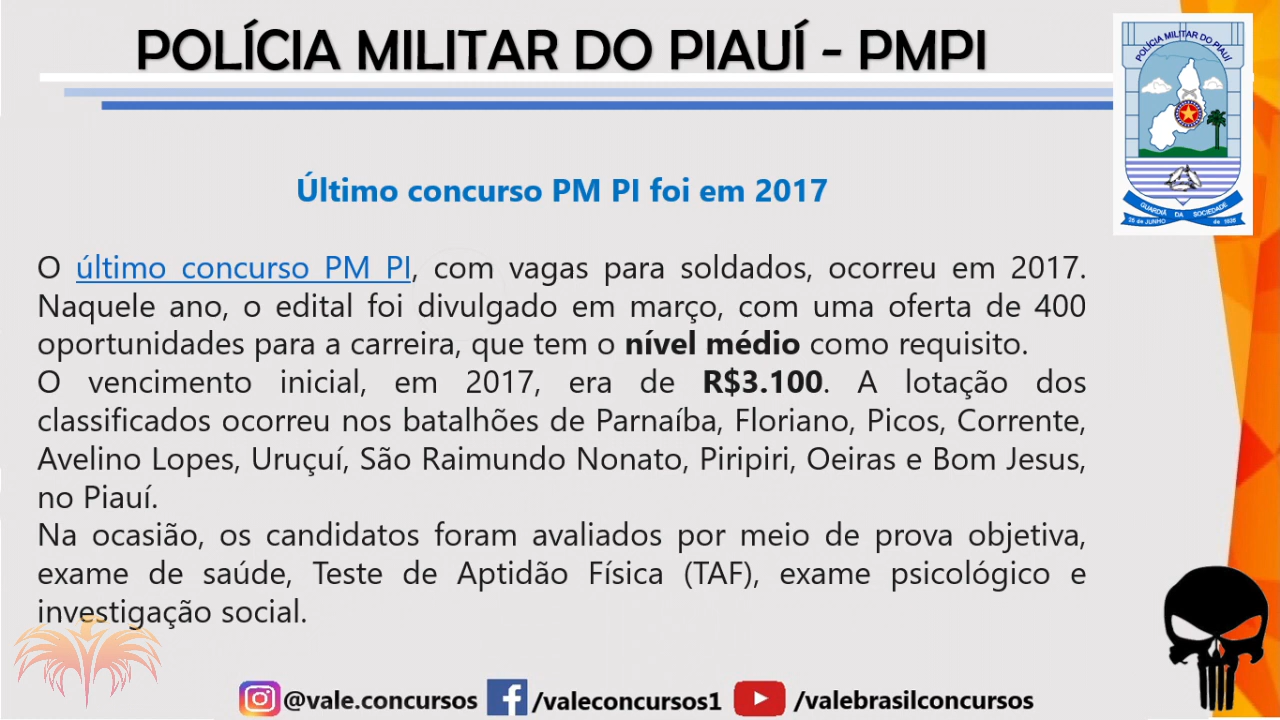 POLÍCIA MILITAR DO PIAUÍ - PMPI
POLÍCIA MILITAR DO PIAUÍ
GUARDIÃ DA SOCIEDADE
25 de JUNHO de 1835
Último concurso PM PI foi em 2017
O último concurso PM PI, com vagas para soldados, ocorreu em 2017.
Naquele ano, o edital foi divulgado em março, com uma oferta de 400
oportunidades para a carreira, que tem o nível médio como requisito.
O vencimento inicial, em 2017, era de R$3.100. A lotação dos
classificados ocorreu nos batalhões de Parnaíba, Floriano, Picos, Corrente,
Avelino Lopes, Uruçuí, São Raimundo Nonato, Piripiri, Oeiras e Bom Jesus,
no Piauí.
Na ocasião, os candidatos foram avaliados por meio de prova objetiva,
exame de saúde, Teste de Aptidão Física (TAF), exame psicológico e
investigação social.
@vale.concursos /valeconcursos1 /valebrasilconcursos